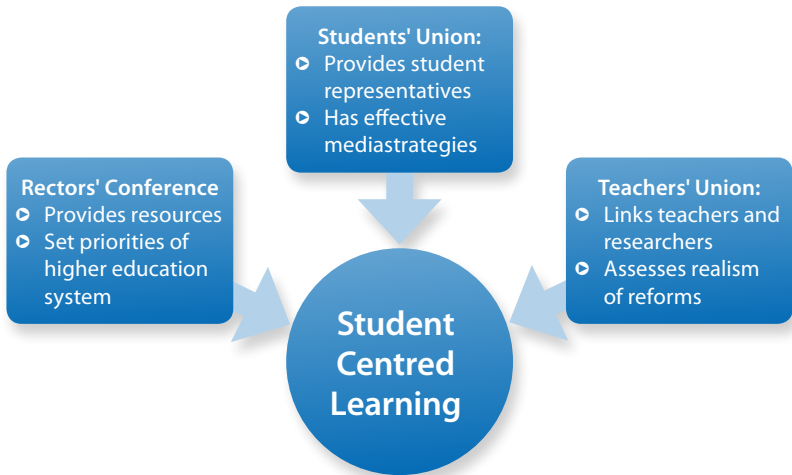 Students' Union:
Provides student
representatives
Has effective
mediastrategies
Rectors' Conference
Provides resources
Set priorities of
higher education
system
Teachers' Union:
Links teachers and
researchers
Assesses realism
of reforms
Student
Centred
Learning